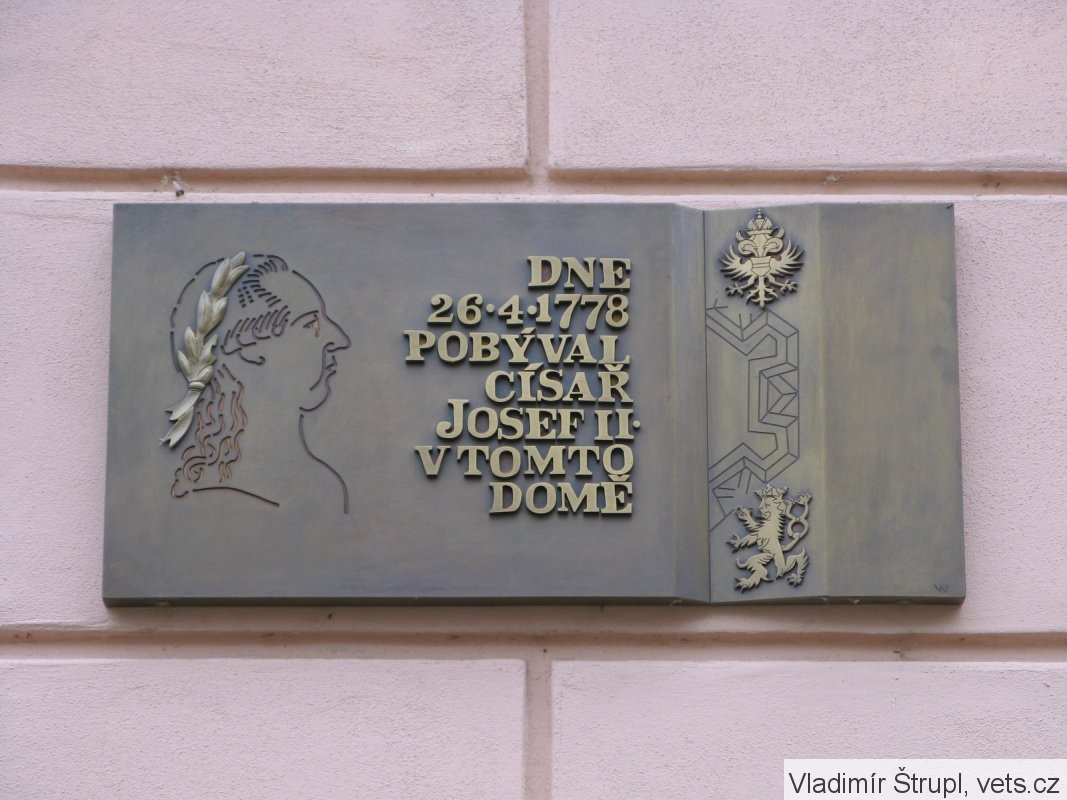 DNE
26·4·1778
POBÝVAL
CÍSAŘ
JOSEF II·
V TOMTO
DOMĚ
Vladimír Štrupl, vets.cz